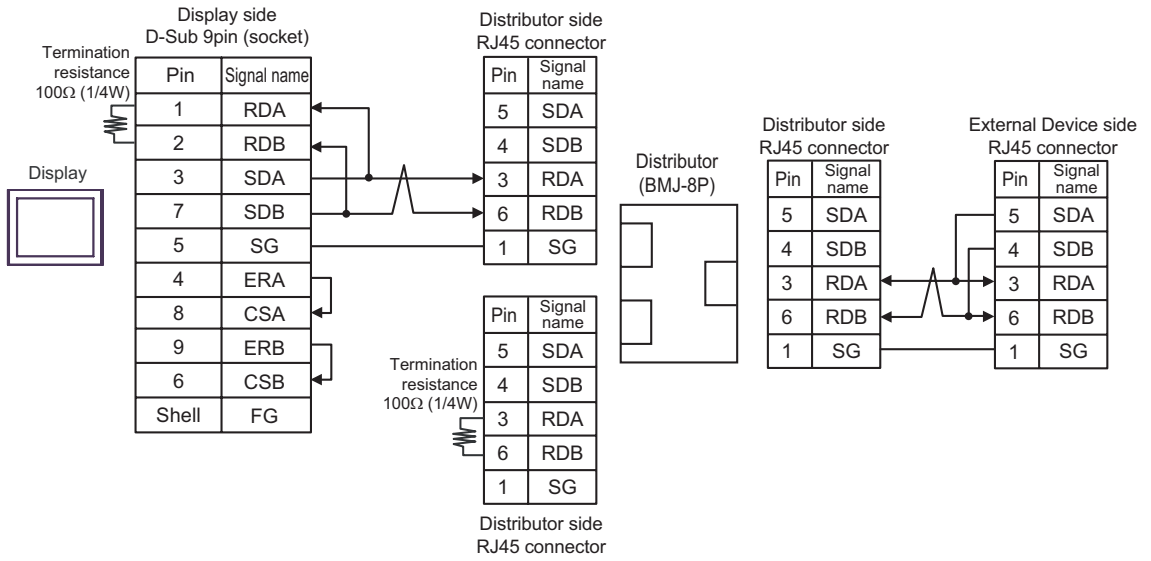 Display side
D-Sub 9pin (socket)
Termination
resistance
100Ω (1/4W)
Pin Signal name
1 RDA
2 RDB
3 SDA
7 SDB
5 SG
4 ERA
8 CSA
9 ERB
6 CSB
Shell FG
Display
Distributor side
RJ45 connector
Pin Signal
name
5 SDA
4 SDB
3 RDA
6 RDB
1 SG
Termination
resistance
100Ω (1/4W)
Pin Signal
name
5 SDA
4 SDB
3 RDA
6 RDB
1 SG
Distributor side
RJ45 connector
Distributor
(BMJ-8P)
Distributor side
RJ45 connector
Pin Signal
name
5 SDA
4 SDB
3 RDA
6 RDB
1 SG
External Device side
RJ45 connector
Pin Signal
name
5 SDA
4 SDB
3 RDA
6 RDB
1 SG